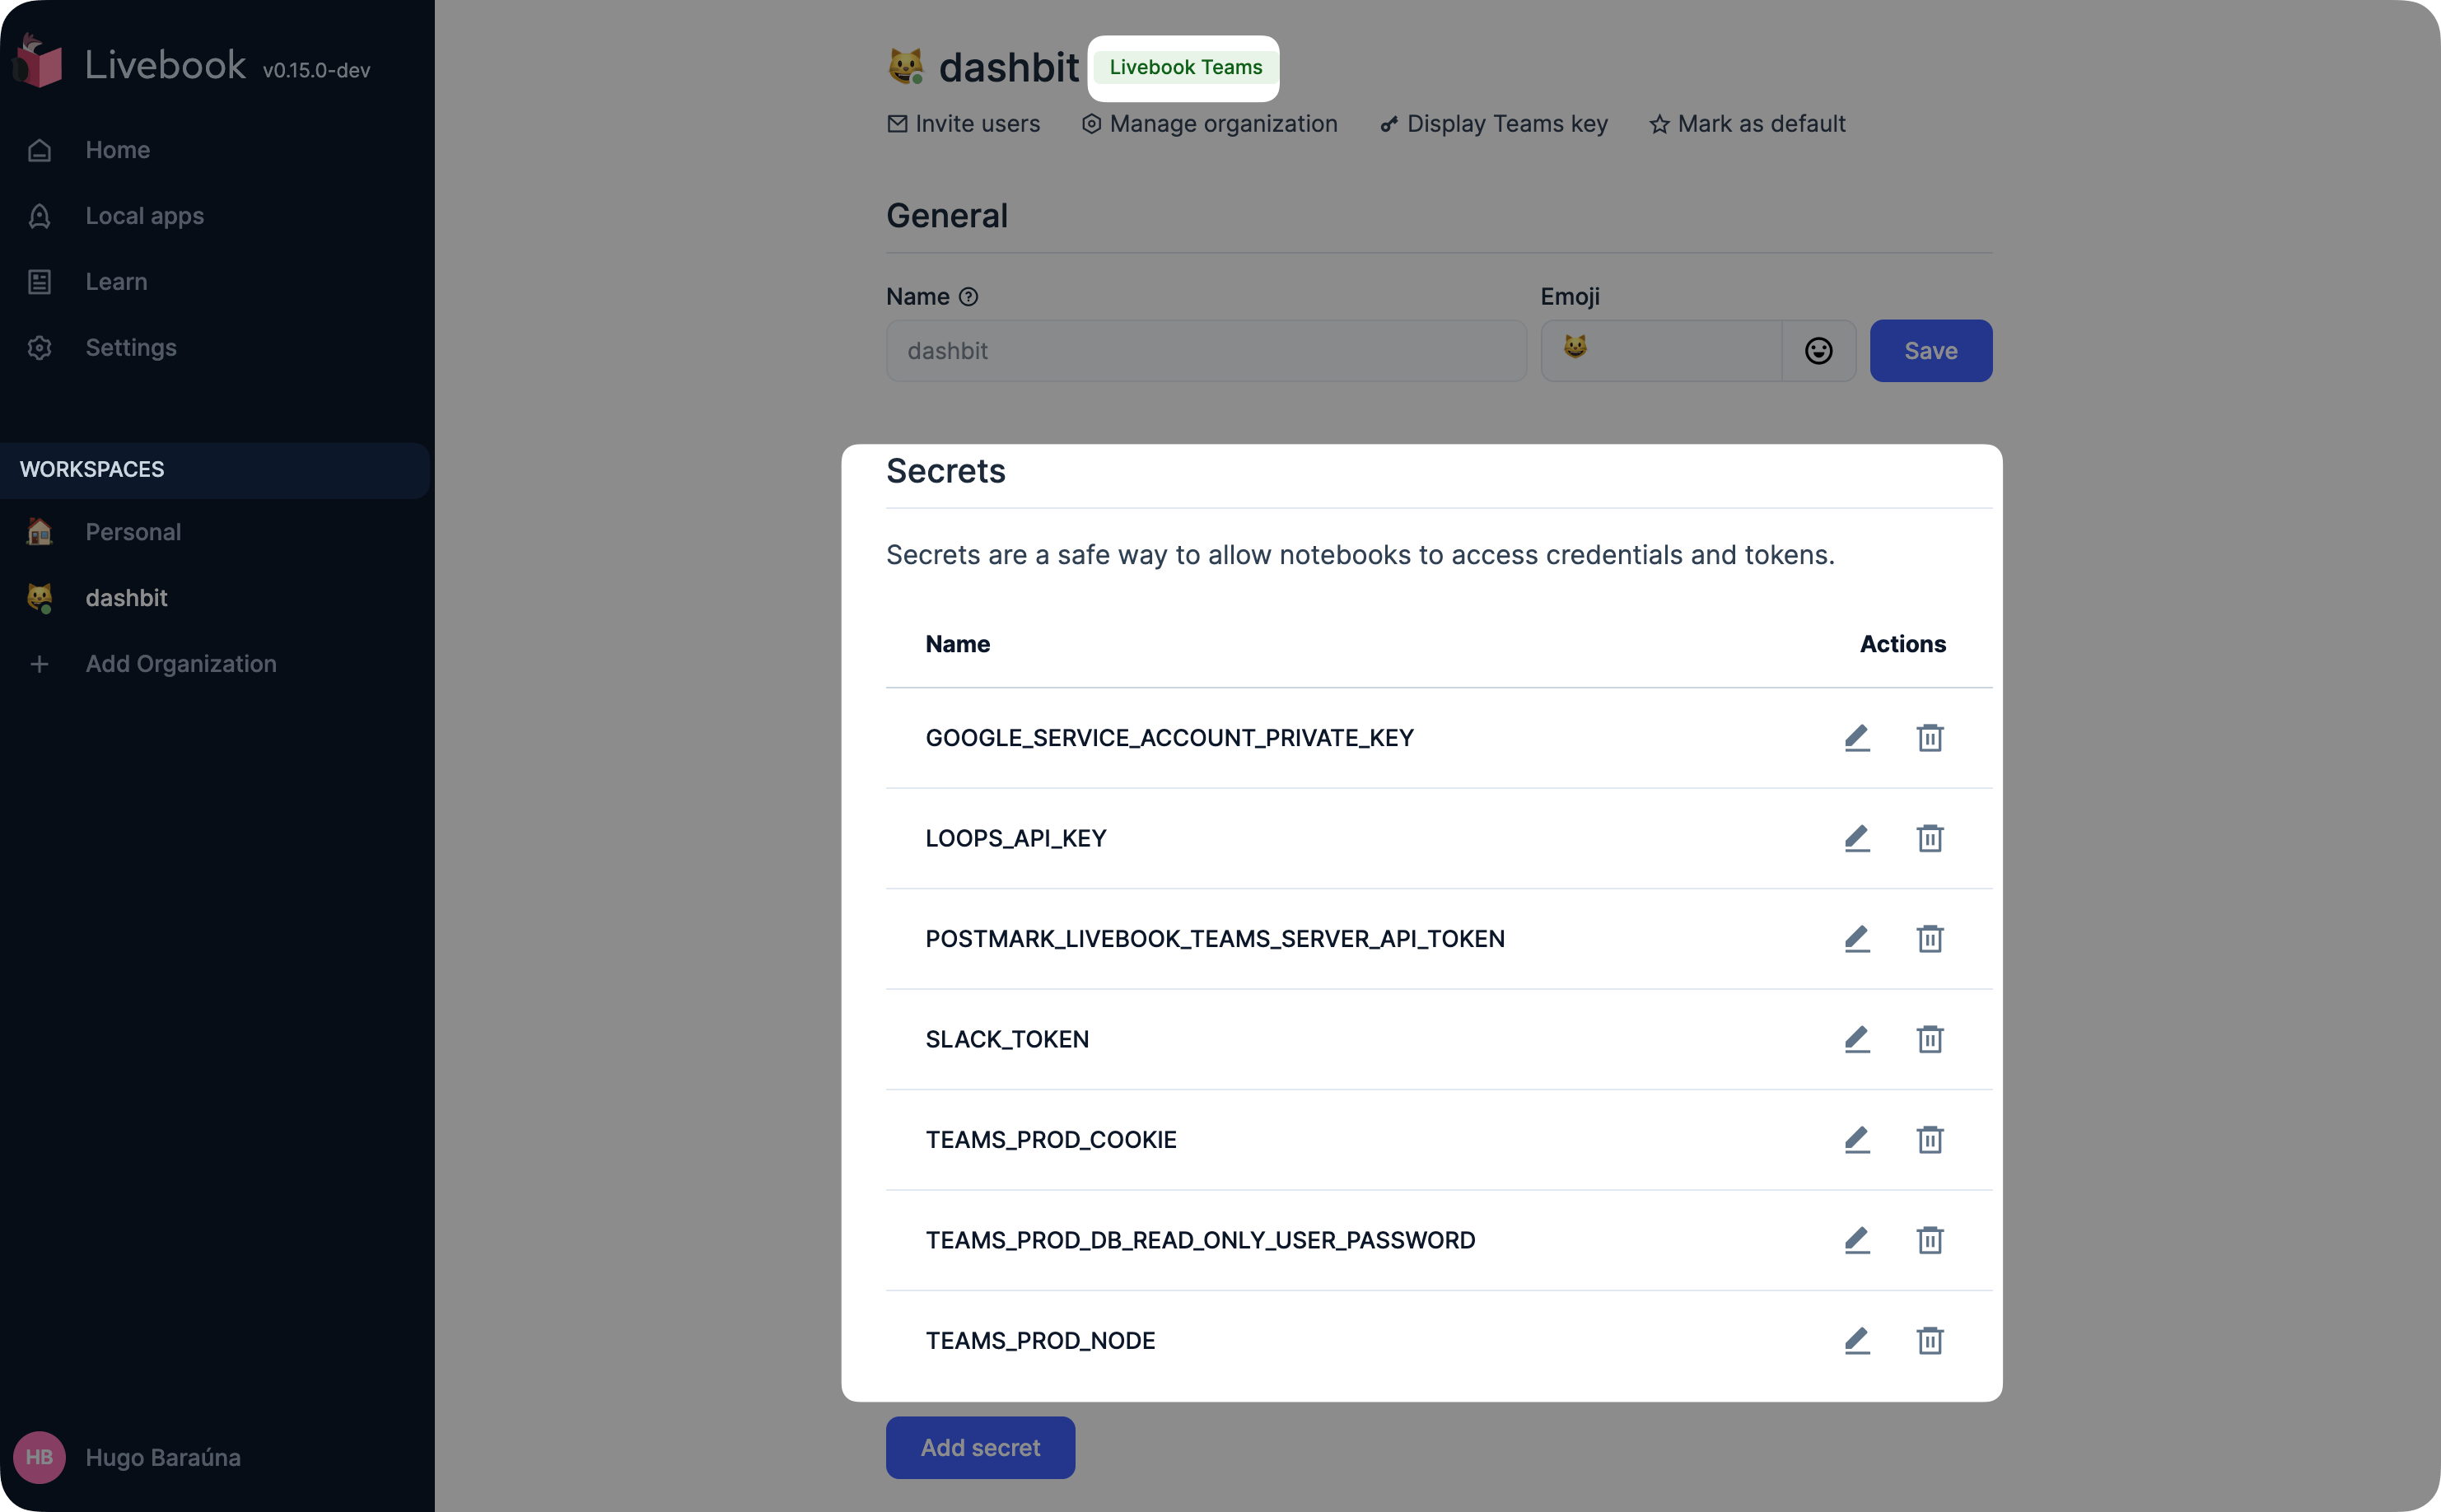 Livebook v0.15.0-dev
Home
Local apps
Learn
Settings
WORKSPACES
Personal
dashbit
Add Organization
HB Hugo Baraúna
dashbit Livebook Teams
Invite users Manage organization Display Teams key Mark as default
General
Name Emoji
dashbit Save
Secrets
Secrets are a safe way to allow notebooks to access credentials and tokens.
Name Actions
GOOGLE_SERVICE_ACCOUNT_PRIVATE_KEY
LOOPS_API_KEY
POSTMARK_LIVEBOOK_TEAMS_SERVER_API_TOKEN
SLACK_TOKEN
TEAMS_PROD_COOKIE
TEAMS_PROD_DB_READ_ONLY_USER_PASSWORD
TEAMS_PROD_NODE
Add secret